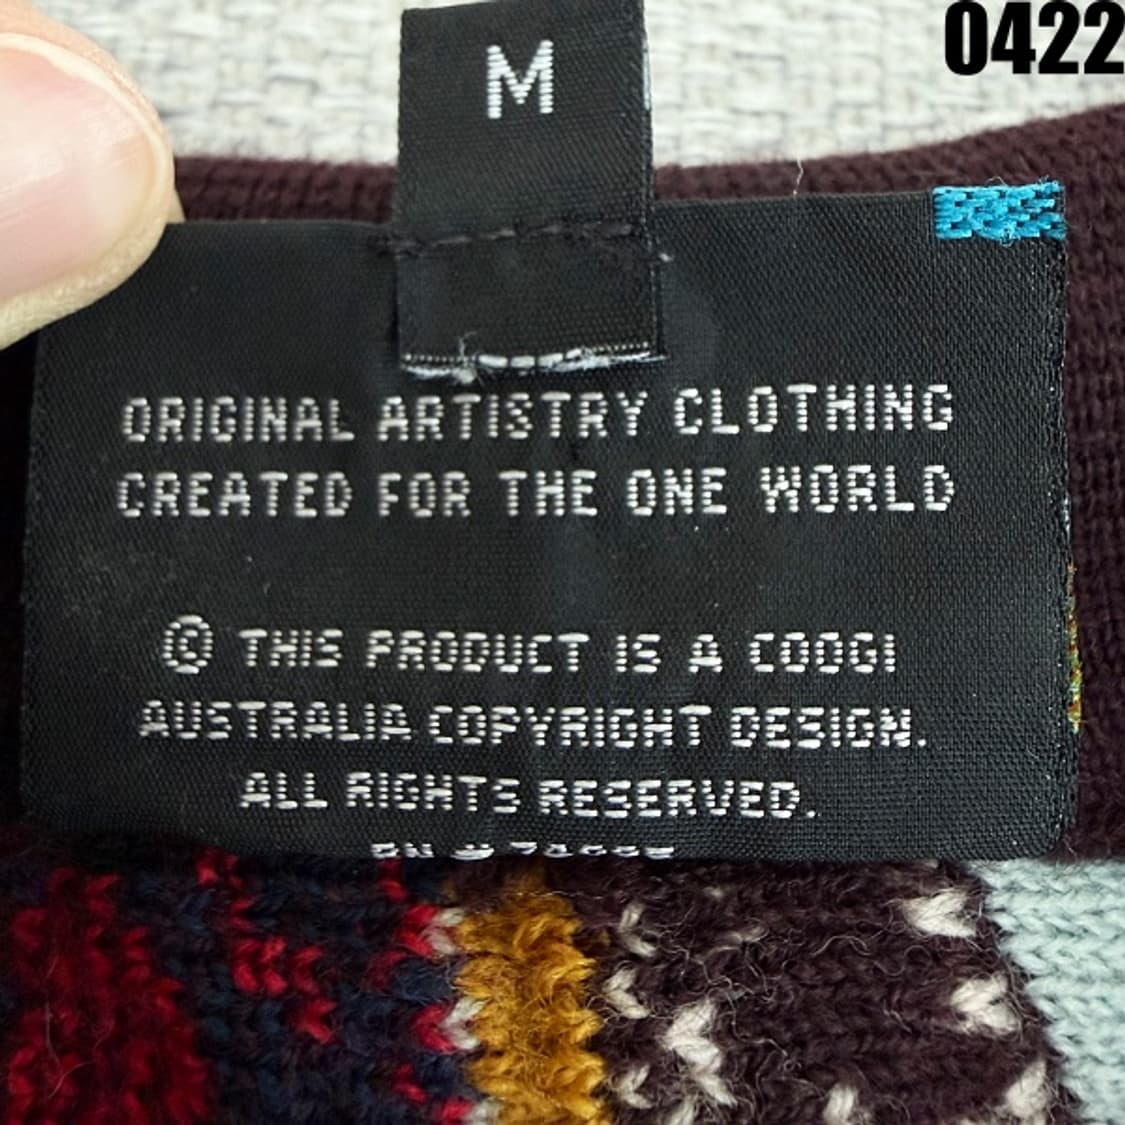 0422
M
ORIGINAL ARTISTRY CLOTHING
CREATED FOR THE ONE WORLD
© THIS PRODUCT IS A COOGI
AUSTRALIA COPYRIGHT DESIGN.
ALL RIGHTS RESERVED.
RN #